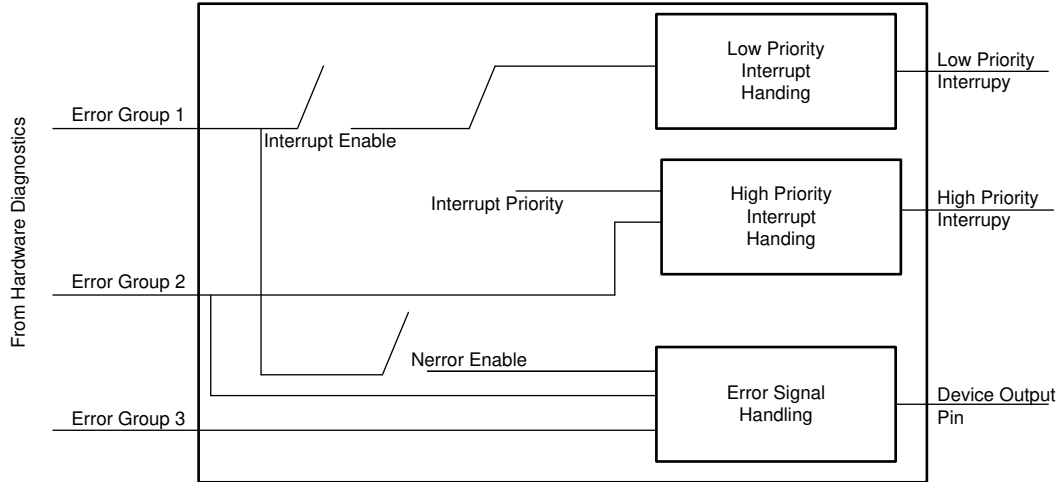 From Hardware Diagnostics
Error Group 1
Interrupt Enable
Low Priority
Interrupt
Handing
Low Priority
Interrupy
Interrupt Priority
High Priority
Interrupt
Handing
High Priority
Interrupy
Error Group 2
Nerror Enable
Error Signal
Handling
Device Output
Pin
Error Group 3